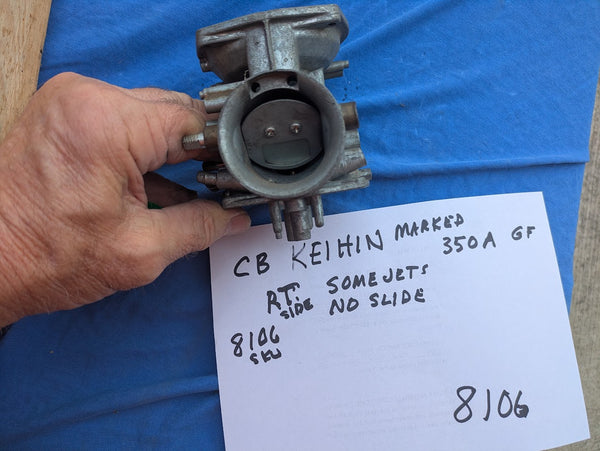 CB KEIHIN MARKED 350A GF
RT. SIDE SOME JETS
NO SLIDE
8106
SKU
8106